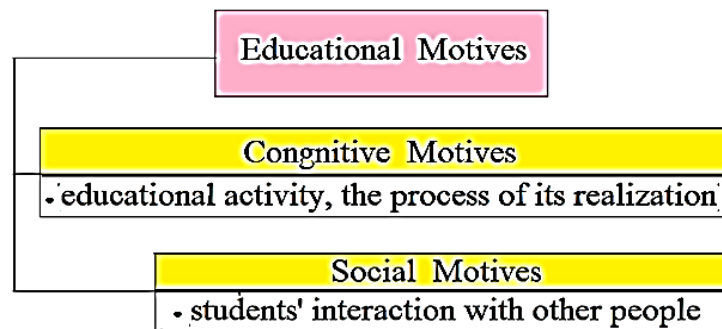 Educational Motives
Congnitive Motives
• educational activity, the process of its realization
Social Motives
• students' interaction with other people